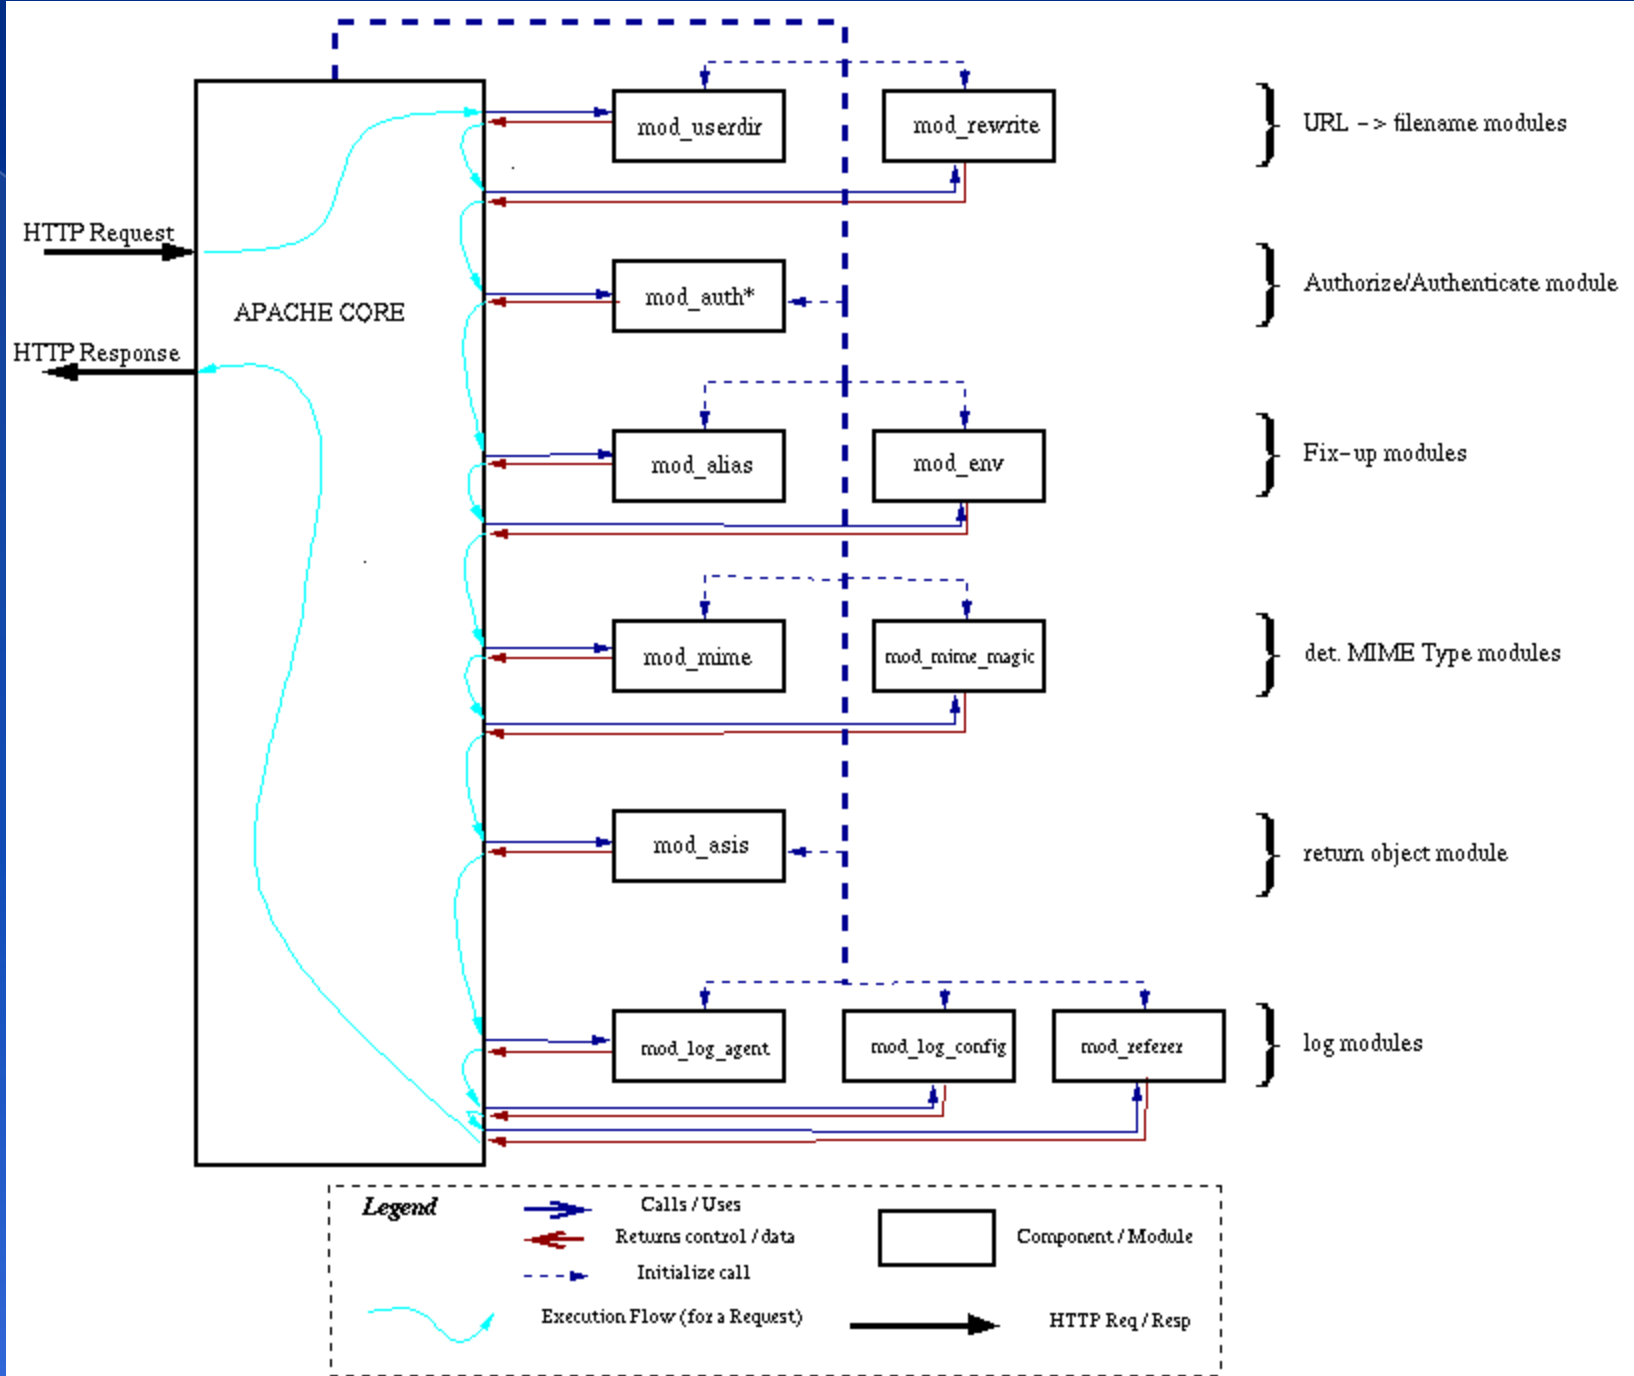 mod_userdir
mod_rewrite
URL -> filename modules
HTTP Request
APACHE CORE
mod_auth*
Authorize/Authenticate module
HTTP Response
mod_alias
mod_env
Fix-up modules
mod_mime
mod_mime_magic
det. MIME Type modules
mod_asis
return object module
mod_log_agent
mod_log_config
mod_referer
log modules
Legend
Calls / Uses
Returns control / data
Initialize call
Component / Module
Execution Flow (for a Request)
HTTP Req / Resp